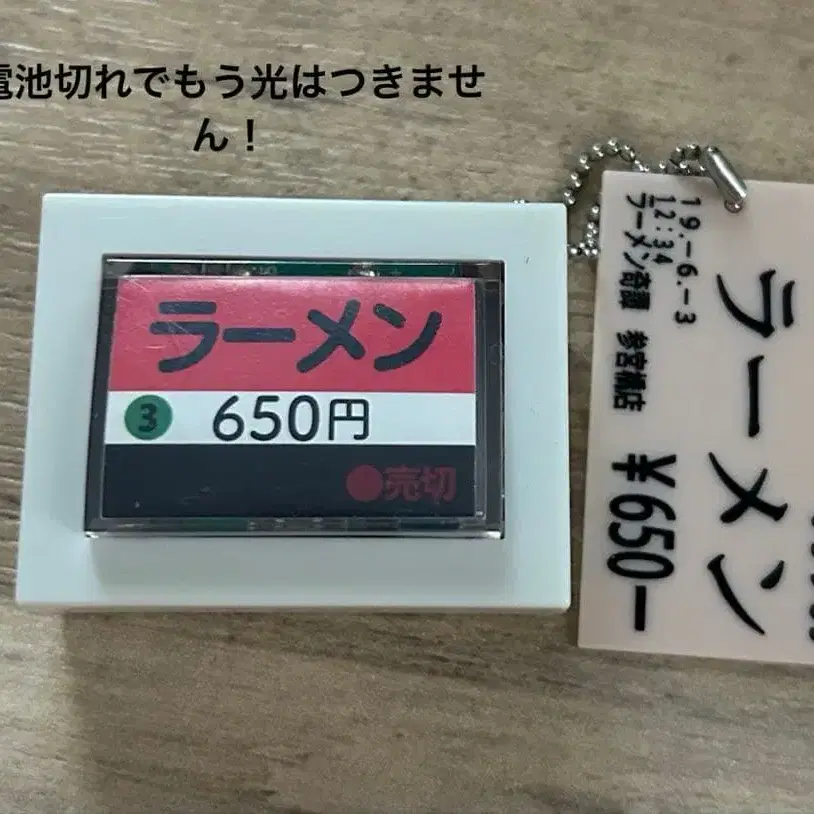 電池切れでもう光はつきませ
ん！
ラーメン
3 650円
●売切
19.-6.-3
12:34
ラーメン奇譚 参宮橋店
ラーメン
¥650-